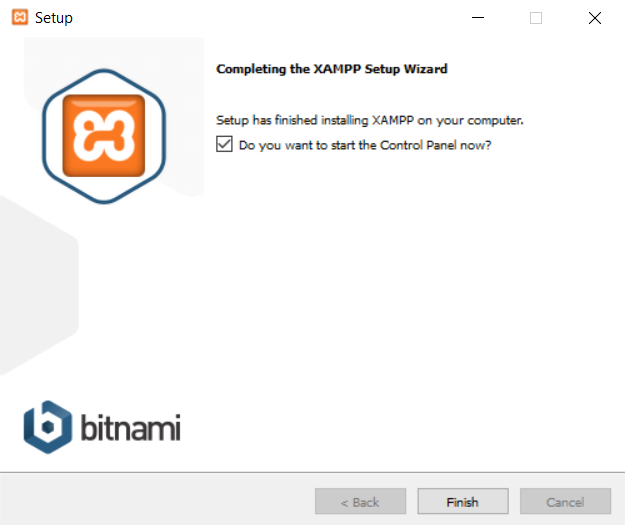 Setup
Completing the XAMPP Setup Wizard
Setup has finished installing XAMPP on your computer.
Do you want to start the Control Panel now?
bitnami
< Back
Finish
Cancel